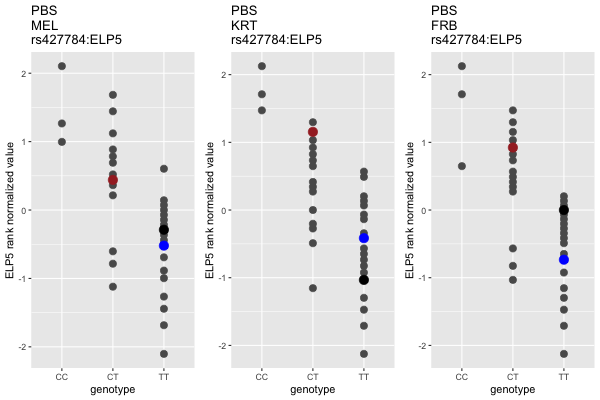 PBS
MEL
rs427784:ELP5
ELP5 rank normalized value
2
1
0
-1
-2
CC CT TT
genotype
PBS
KRT
rs427784:ELP5
ELP5 rank normalized value
2
1
0
-1
-2
CC CT TT
genotype
PBS
FRB
rs427784:ELP5
ELP5 rank normalized value
2
1
0
-1
-2
CC CT TT
genotype